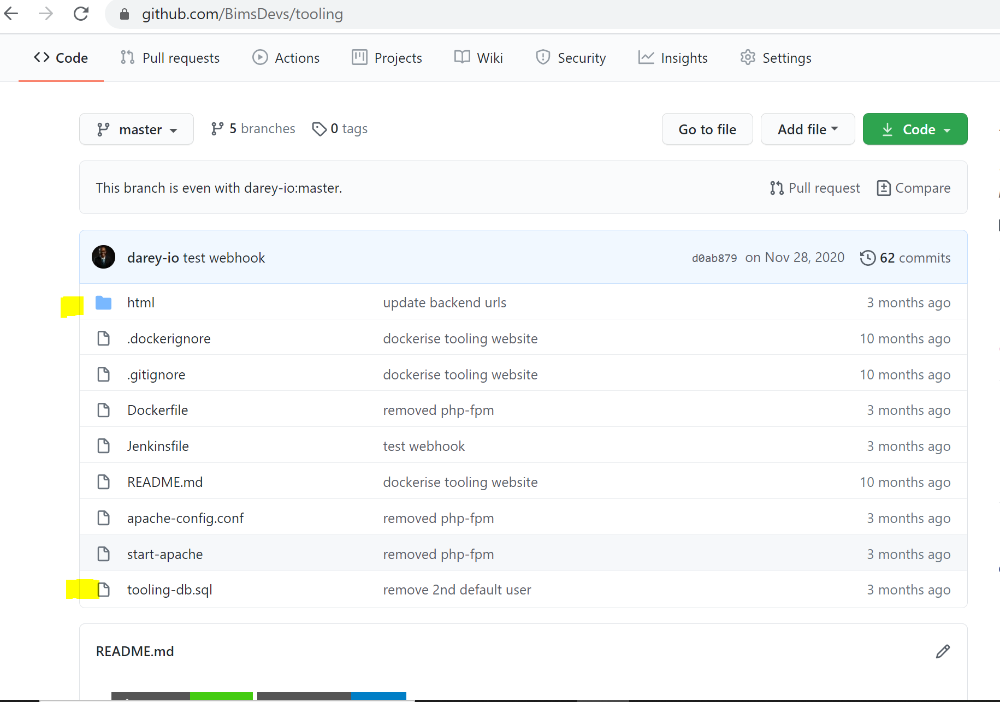 github.com/BimsDevs/tooling
Code Pull requests Actions Projects Wiki Security Insights Settings
master 5 branches 0 tags Go to file Add file Code
This branch is even with darey-io:master. Pull request Compare
darey-io test webhook d0ab879 on Nov 28, 2020 62 commits
html update backend urls 3 months ago
.dockerignore dockerise tooling website 10 months ago
.gitignore dockerise tooling website 10 months ago
Dockerfile removed php-fpm 3 months ago
Jenkinsfile test webhook 3 months ago
README.md dockerise tooling website 10 months ago
apache-config.conf removed php-fpm 3 months ago
start-apache removed php-fpm 3 months ago
tooling-db.sql remove 2nd default user 3 months ago
README.md